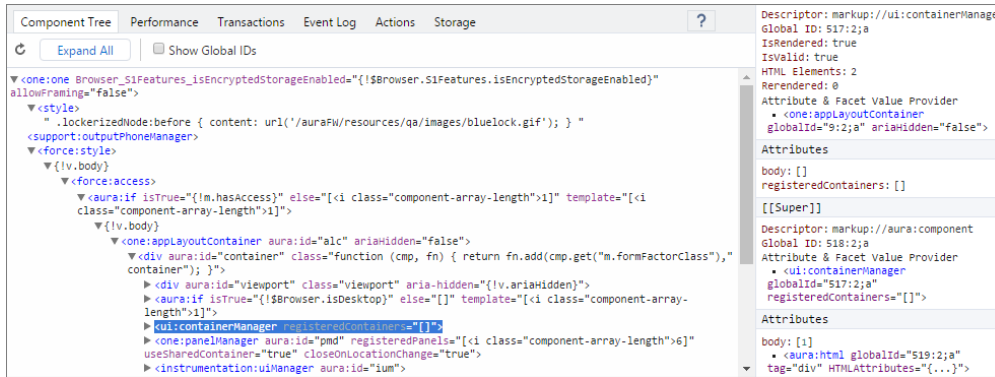 Component Tree Performance Transactions Event Log Actions Storage ?
Expand All Show Global IDs
▼<one:one Browser_S1Features_isEncryptedStorageEnabled="{!$Browser.S1Features.isEncryptedStorageEnabled}"
allowFraming="false">
▼<style>
" .lockerizedNode:before { content: url('/auraFW/resources/qa/images/bluelock.gif'); } "
<support:outputPhoneManager>
▼<force:style>
▼{!v.body}
▼<force:access>
▼<aura:if isTrue="{!m.hasAccess}" else="[<i class="component-array-length">1]" template="[<i
class="component-array-length">1]">
▼{!v.body}
▼<one:appLayoutContainer aura:id="alc" ariaHidden="false">
▼<div aura:id="container" class="function (cmp, fn) { return fn.add(cmp.get("m.formFactorClass"),"
container"); }">
▶<div aura:id="viewport" class="viewport" aria-hidden="{!v.ariaHidden}">
▶<aura:if isTrue="{!$Browser.isDesktop}" else="[]" template="[<i class="component-array-
length">1]">
▶<ui:containerManager registeredContainers="[]">
▶<one:panelManager aura:id="pmd" registeredPanels="[<i class="component-array-length">6]"
useSharedContainer="true" closeOnLocationChange="true">
▶<instrumentation:uiManager aura:id="ium">
Descriptor: markup://ui:containerManage
Global ID: 517:2;a
IsRendered: true
IsValid: true
HTML Elements: 2
Rerendered: 0
Attribute & Facet Value Provider
▪ <one:appLayoutContainer
globalId="9:2;a" ariaHidden="false">
Attributes
body: []
registeredContainers: []
[[Super]]
Descriptor: markup://aura:component
Global ID: 518:2;a
Attribute & Facet Value Provider
▪ <ui:containerManager
globalId="517:2;a"
registeredContainers="[]">
Attributes
body: [1]
▪ <aura:html globalId="519:2;a"
tag="div" HTMLAttributes="{...}">